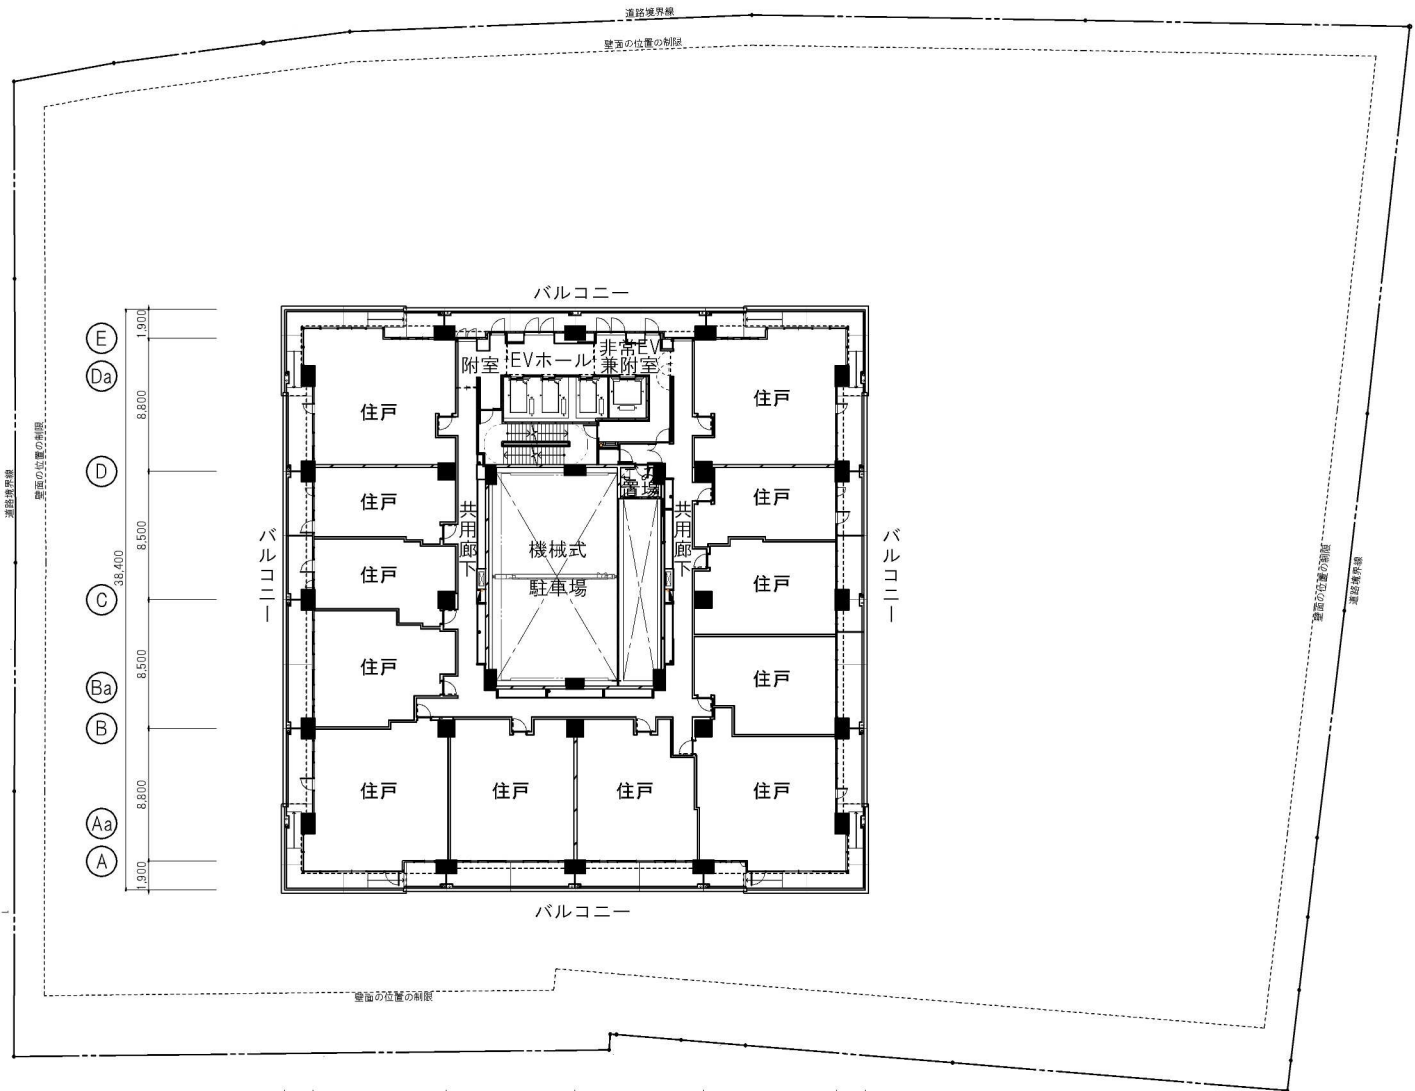 道路境界線
壁面の位置の制限
バルコニー
E
Da
D
C
Ba
B
Aa
A
1,900
8,800
8,500
38,400
8,500
8,800
1,900
附室
EVホール
非常EV
兼附室
住戸
住戸
住戸
住戸
住戸
住戸
住戸
住戸
置場
共用廊下
共用廊下
機械式
駐車場
住戸
住戸
住戸
住戸
バルコニー
バルコニー
バルコニー
道路境界線
壁面の位置の制限
壁面の位置の制限
道路境界線
壁面の位置の制限